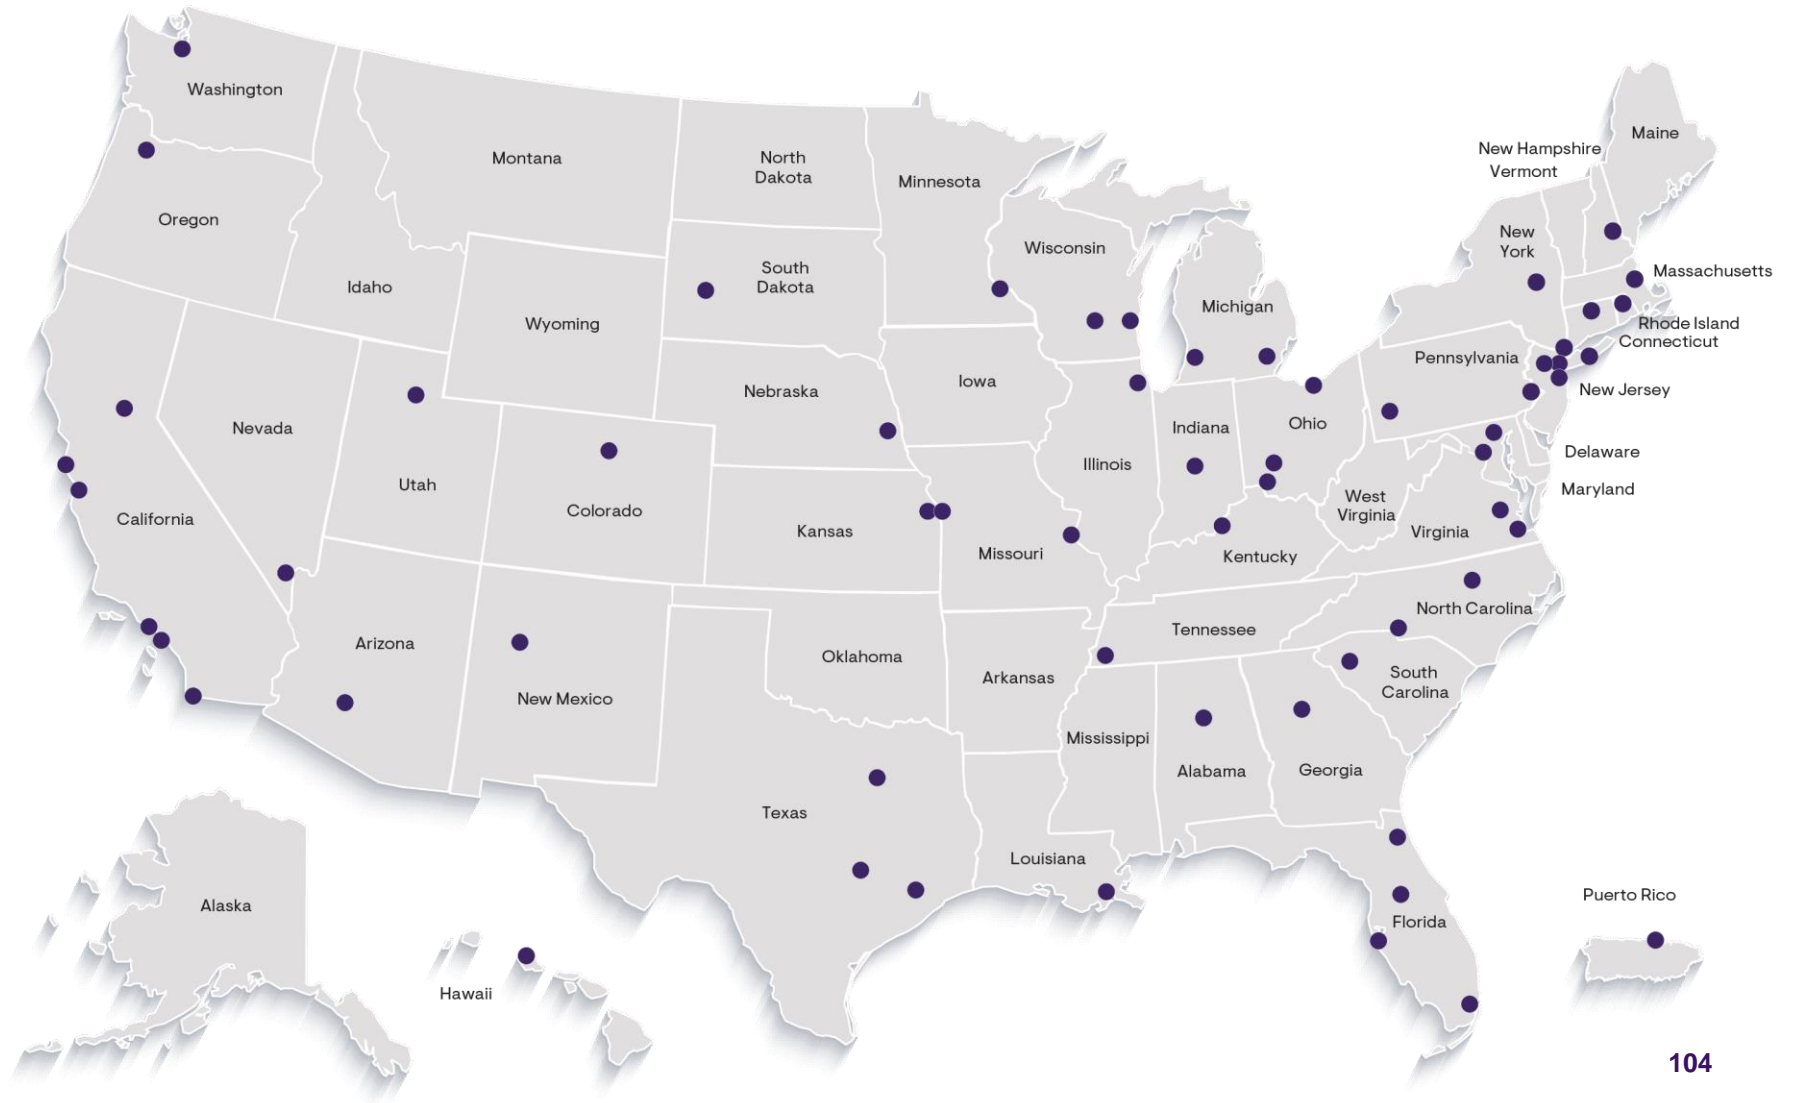 Washington
Montana
North
Dakota
Minnesota
New Hampshire
Vermont
Maine
Oregon
Idaho
Wyoming
South
Dakota
Wisconsin
Michigan
New
York
Massachusetts
Rhode Island
Connecticut
Pennsylvania
New Jersey
Nevada
Utah
Colorado
Nebraska
Iowa
Illinois
Indiana
Ohio
Delaware
Maryland
California
Kansas
Missouri
West
Virginia
Virginia
Kentucky
Arizona
New Mexico
Oklahoma
Arkansas
Tennessee
North Carolina
South
Carolina
Mississippi
Alabama
Georgia
Texas
Louisiana
Florida
Alaska
Hawaii
Puerto Rico
104